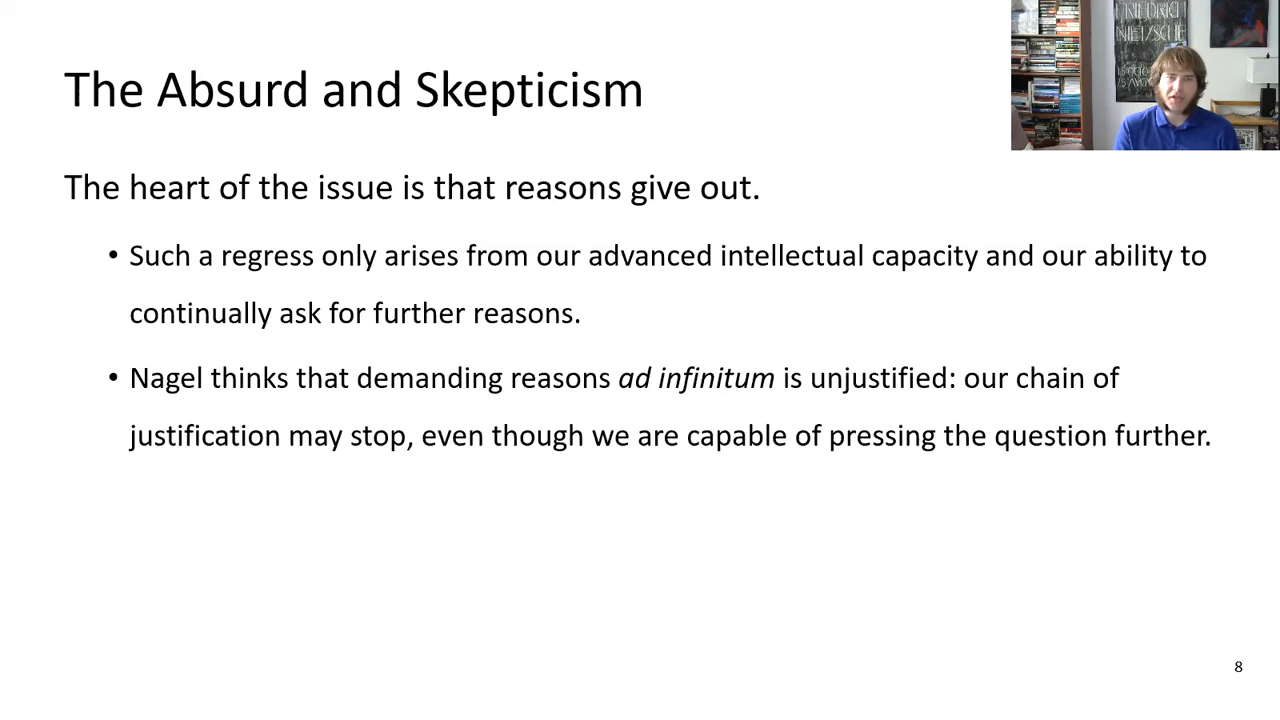 The Absurd and Skepticism
FRIEDRICH
NIETZSCHE
The heart of the issue is that reasons give out.
• Such a regress only arises from our advanced intellectual capacity and our ability to
continually ask for further reasons.
• Nagel thinks that demanding reasons ad infinitum is unjustified: our chain of
justification may stop, even though we are capable of pressing the question further.
8